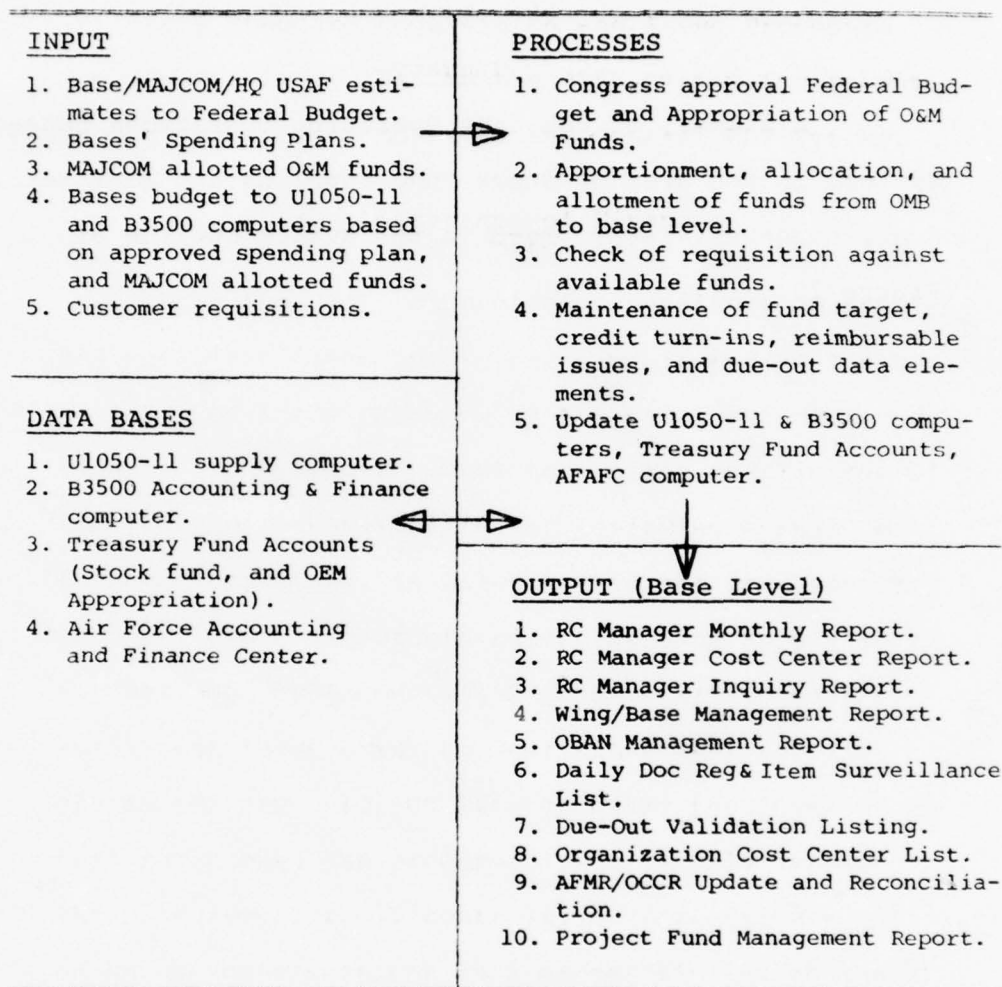 INPUT
1. Base/MAJCOM/HQ USAF esti-
mates to Federal Budget.
2. Bases' Spending Plans.
3. MAJCOM allotted O&M funds.
4. Bases budget to U1050-11
and B3500 computers based
on approved spending plan,
and MAJCOM allotted funds.
5. Customer requisitions.
PROCESSES
1. Congress approval Federal Bud-
get and Appropriation of O&M
Funds.
2. Apportionment, allocation, and
allotment of funds from OMB
to base level.
3. Check of requisition against
available funds.
4. Maintenance of fund target,
credit turn-ins, reimbursable
issues, and due-out data ele-
ments.
5. Update U1050-11 & B3500 compu-
ters, Treasury Fund Accounts,
AFAFC computer.
DATA BASES
1. U1050-11 supply computer.
2. B3500 Accounting & Finance
computer.
3. Treasury Fund Accounts
(Stock fund, and OEM
Appropriation).
4. Air Force Accounting
and Finance Center.
OUTPUT (Base Level)
1. RC Manager Monthly Report.
2. RC Manager Cost Center Report.
3. RC Manager Inquiry Report.
4. Wing/Base Management Report.
5. OBAN Management Report.
6. Daily Doc Reg& Item Surveillance
List.
7. Due-Out Validation Listing.
8. Organization Cost Center List.
9. AFMR/OCCR Update and Reconcilia-
tion.
10. Project Fund Management Report.